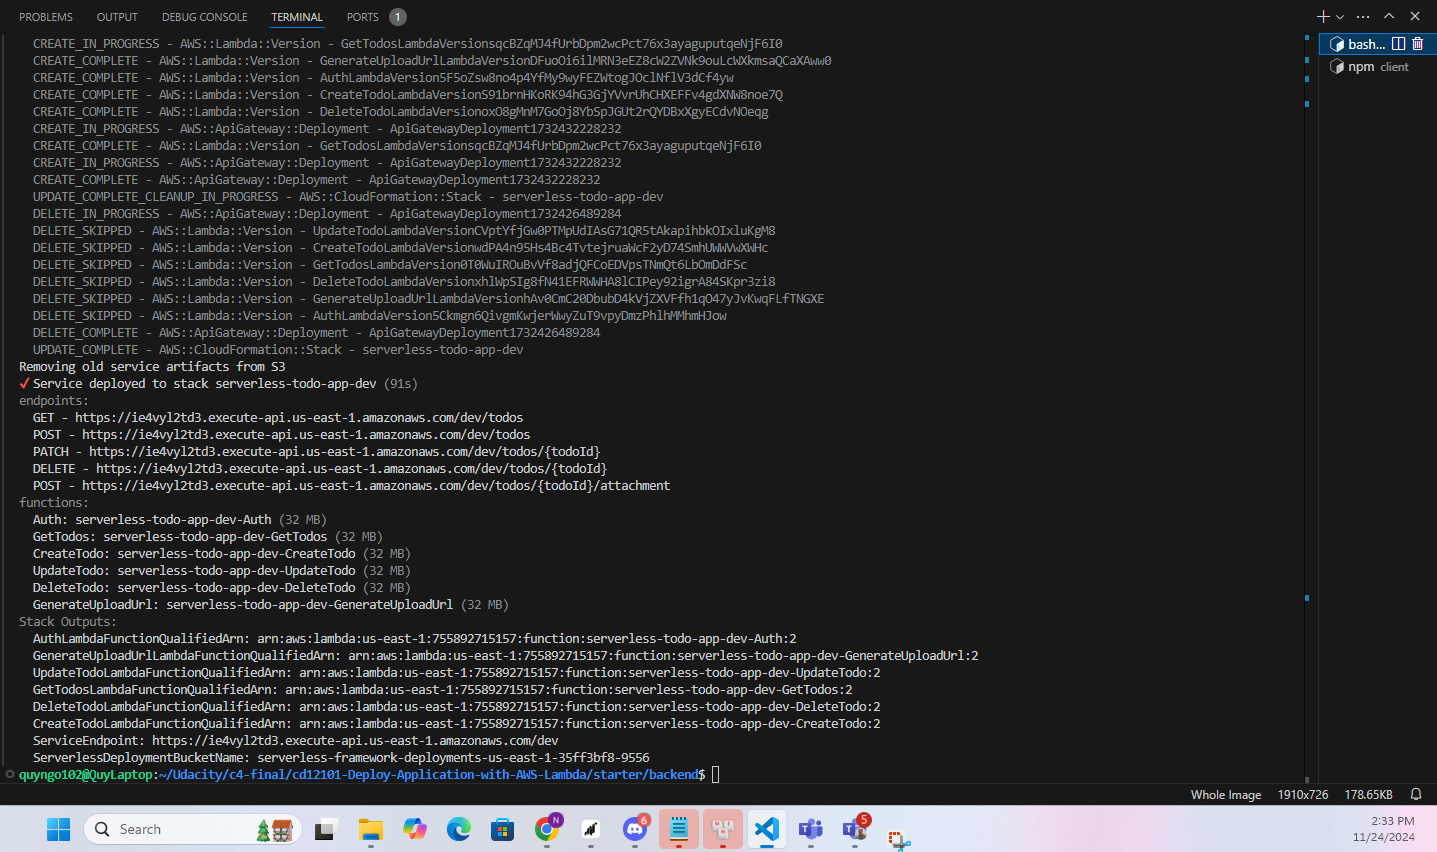 PROBLEMS OUTPUT DEBUG CONSOLE TERMINAL PORTS 1
CREATE_IN_PROGRESS - AWS::Lambda::Version - GetTodosLambdaVersionsqcBZqMJ4fUrbDpm2wcPct76x3ayaguputqeNjF6I0
CREATE_COMPLETE - AWS::Lambda::Version - GenerateUploadUrlLambdaVersionDFuoOi6ilMRN3eEZ8cW2ZVNk9ouLcWXkmsaQCaXAww0
CREATE_COMPLETE - AWS::Lambda::Version - AuthLambdaVersion5F5oZsw8no4p4YfMy9wyFEZWtogJOclNflV3dCf4yw
CREATE_COMPLETE - AWS::Lambda::Version - CreateTodoLambdaVersionS91brnHKoRK94hG3GjYVvrUhCHXEFFv4gdXNW8noe7Q
CREATE_COMPLETE - AWS::Lambda::Version - DeleteTodoLambdaVersionoxO8gMnM7GoOj8YbSpJGUt2rQYDBxXgyECdvNOeqg
CREATE_IN_PROGRESS - AWS::ApiGateway::Deployment - ApiGatewayDeployment1732432228232
CREATE_COMPLETE - AWS::Lambda::Version - GetTodosLambdaVersionsqcBZqMJ4fUrbDpm2wcPct76x3ayaguputqeNjF6I0
CREATE_IN_PROGRESS - AWS::ApiGateway::Deployment - ApiGatewayDeployment1732432228232
CREATE_COMPLETE - AWS::ApiGateway::Deployment - ApiGatewayDeployment1732432228232
UPDATE_COMPLETE_CLEANUP_IN_PROGRESS - AWS::CloudFormation::Stack - serverless-todo-app-dev
DELETE_IN_PROGRESS - AWS::ApiGateway::Deployment - ApiGatewayDeployment1732426489284
DELETE_SKIPPED - AWS::Lambda::Version - UpdateTodoLambdaVersionCVptYfjGw0PTMpUdIAsG71QR5tAkapihbkOIxluKgM8
DELETE_SKIPPED - AWS::Lambda::Version - CreateTodoLambdaVersionwdPA4n95Hs4Bc4TvtejruaWcF2yD74SmhUWWVwXWHc
DELETE_SKIPPED - AWS::Lambda::Version - GetTodosLambdaVersion0T0WuIROuBvVf8adjQFCoEDVpsTNmQt6LbOmDdFSc
DELETE_SKIPPED - AWS::Lambda::Version - DeleteTodoLambdaVersionxhlWpSIg8fN41EFRWWHA8lCIPey92igrA84SKpr3zi8
DELETE_SKIPPED - AWS::Lambda::Version - GenerateUploadUrlLambdaVersionhAv0CmC20DbubD4kVjZXVFfh1qO47yJvKwqFLfTNGXE
DELETE_SKIPPED - AWS::Lambda::Version - AuthLambdaVersion5Ckmgn6QivgmKwjerWwyZuT9vpyDmzPhlhMMhmHJow
DELETE_COMPLETE - AWS::ApiGateway::Deployment - ApiGatewayDeployment1732426489284
UPDATE_COMPLETE - AWS::CloudFormation::Stack - serverless-todo-app-dev
Removing old service artifacts from S3
✓ Service deployed to stack serverless-todo-app-dev (91s)
endpoints:
GET - https://ie4vyl2td3.execute-api.us-east-1.amazonaws.com/dev/todos
POST - https://ie4vyl2td3.execute-api.us-east-1.amazonaws.com/dev/todos
PATCH - https://ie4vyl2td3.execute-api.us-east-1.amazonaws.com/dev/todos/{todoId}
DELETE - https://ie4vyl2td3.execute-api.us-east-1.amazonaws.com/dev/todos/{todoId}
POST - https://ie4vyl2td3.execute-api.us-east-1.amazonaws.com/dev/todos/{todoId}/attachment
functions:
Auth: serverless-todo-app-dev-Auth (32 MB)
GetTodos: serverless-todo-app-dev-GetTodos (32 MB)
CreateTodo: serverless-todo-app-dev-CreateTodo (32 MB)
UpdateTodo: serverless-todo-app-dev-UpdateTodo (32 MB)
DeleteTodo: serverless-todo-app-dev-DeleteTodo (32 MB)
GenerateUploadUrl: serverless-todo-app-dev-GenerateUploadUrl (32 MB)
Stack Outputs:
AuthLambdaFunctionQualifiedArn: arn:aws:lambda:us-east-1:755892715157:function:serverless-todo-app-dev-Auth:2
GenerateUploadUrlLambdaFunctionQualifiedArn: arn:aws:lambda:us-east-1:755892715157:function:serverless-todo-app-dev-GenerateUploadUrl:2
UpdateTodoLambdaFunctionQualifiedArn: arn:aws:lambda:us-east-1:755892715157:function:serverless-todo-app-dev-UpdateTodo:2
GetTodosLambdaFunctionQualifiedArn: arn:aws:lambda:us-east-1:755892715157:function:serverless-todo-app-dev-GetTodos:2
DeleteTodoLambdaFunctionQualifiedArn: arn:aws:lambda:us-east-1:755892715157:function:serverless-todo-app-dev-DeleteTodo:2
CreateTodoLambdaFunctionQualifiedArn: arn:aws:lambda:us-east-1:755892715157:function:serverless-todo-app-dev-CreateTodo:2
ServiceEndpoint: https://ie4vyl2td3.execute-api.us-east-1.amazonaws.com/dev
ServerlessDeploymentBucketName: serverless-framework-deployments-us-east-1-35ff3bf8-9556
quyngo102@QuyLaptop:~/Udacity/c4-final/cd12101-Deploy-Application-with-AWS-Lambda/starter/backend$
bash...
npm client
Whole Image 1910x726 178.65KB
Search
N
6
5
2:33 PM
11/24/2024